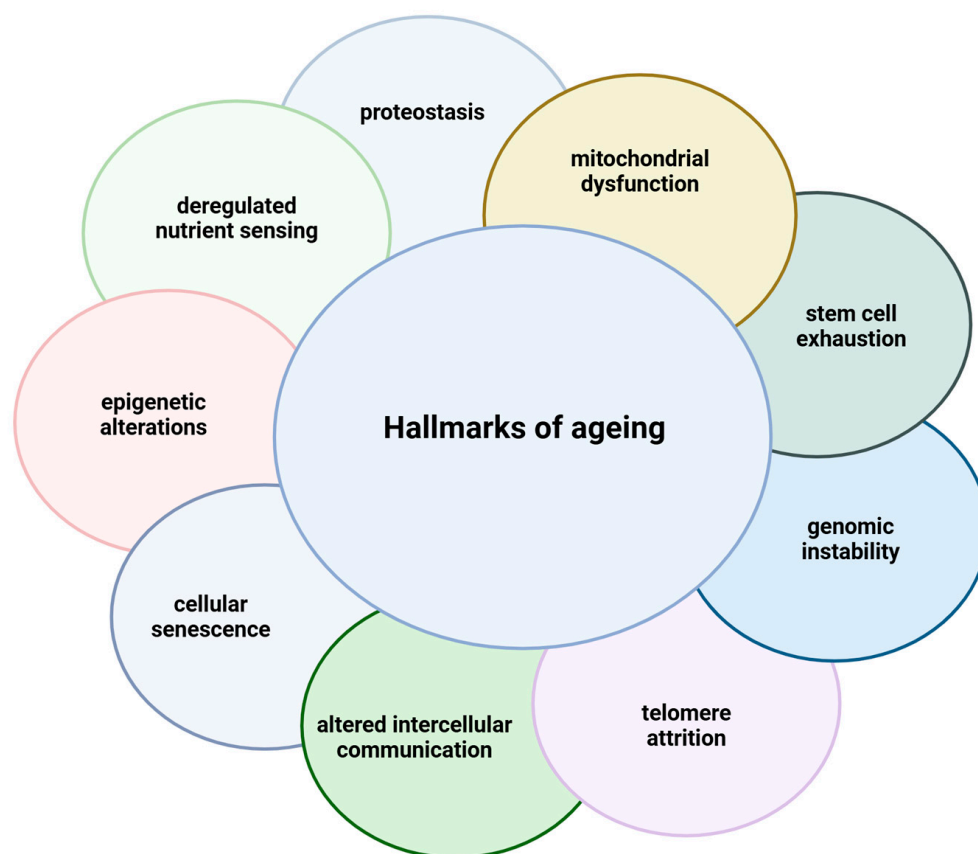 proteostasis
mitochondrial
dysfunction
deregulated
nutrient sensing
stem cell
exhaustion
epigenetic
alterations
Hallmarks of ageing
genomic
instability
cellular
senescence
altered intercellular
communication
telomere
attrition